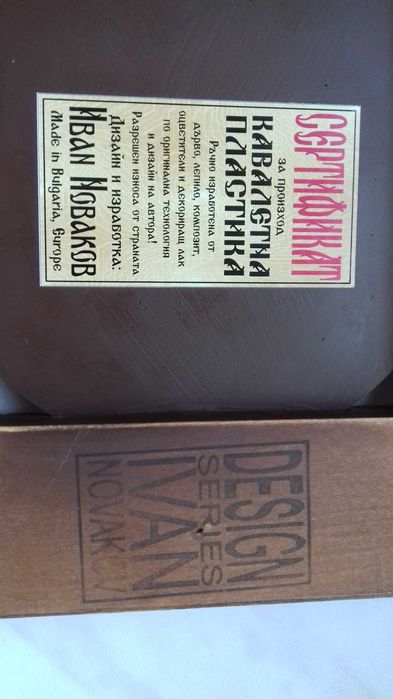 СЕРТИФИКАТ
за произход
КАВАЛЕТНА
ПЛАСТИКА
Ръчно изработена от
дърво, лепило, композит,
оцветители и декориращ лак
по оригинална технология
и дизайн на автора!
Разрешен износа от страната
Дизайн и изработка:
Иван Новаков
Made in Bulgaria, Europe
DESIGN
SERIES
IVAN
NOVAKOV